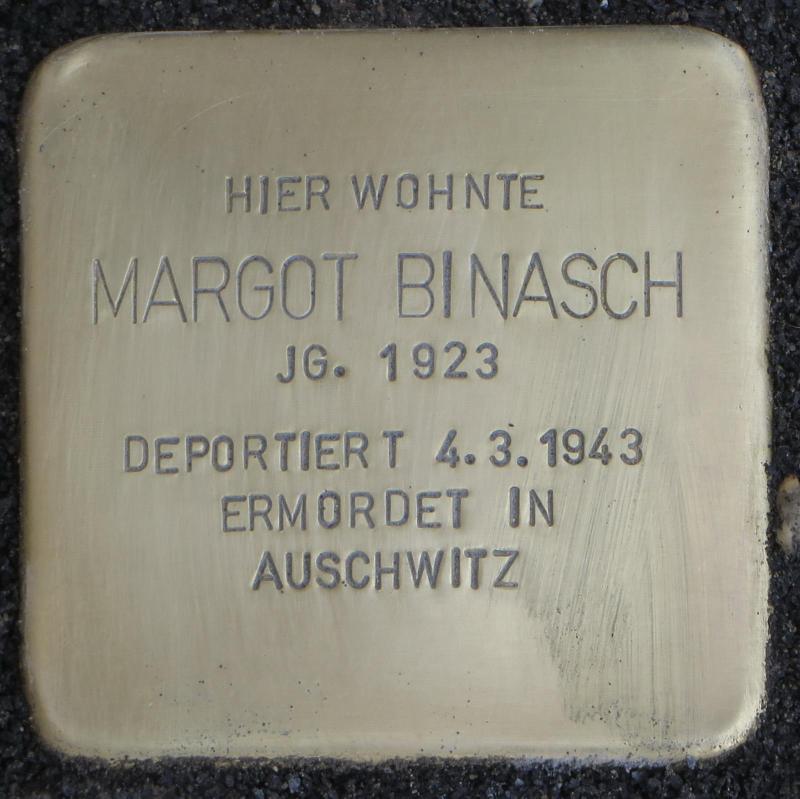 HIER WOHNTE
MARGOT BINASCH
JG. 1923
DEPORTIERT 4.3.1943
ERMORDET IN
AUSCHWITZ